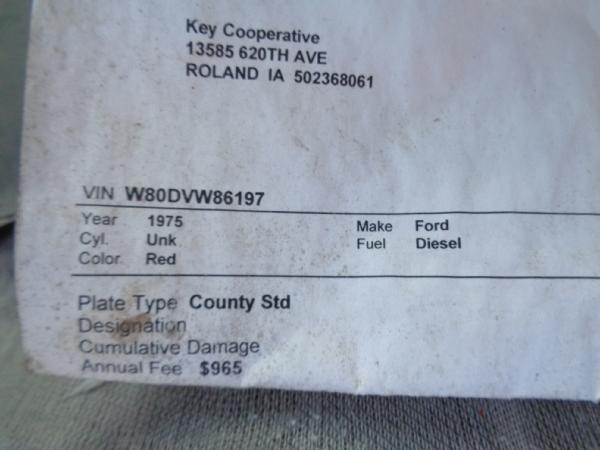 Key Cooperative
13585 620TH AVE
ROLAND IA 502368061
VIN W80DVW86197
Year 1975
Make Ford
Cyl. Unk
Fuel Diesel
Color Red
Plate Type County Std
Designation
Cumulative Damage
Annual Fee $965